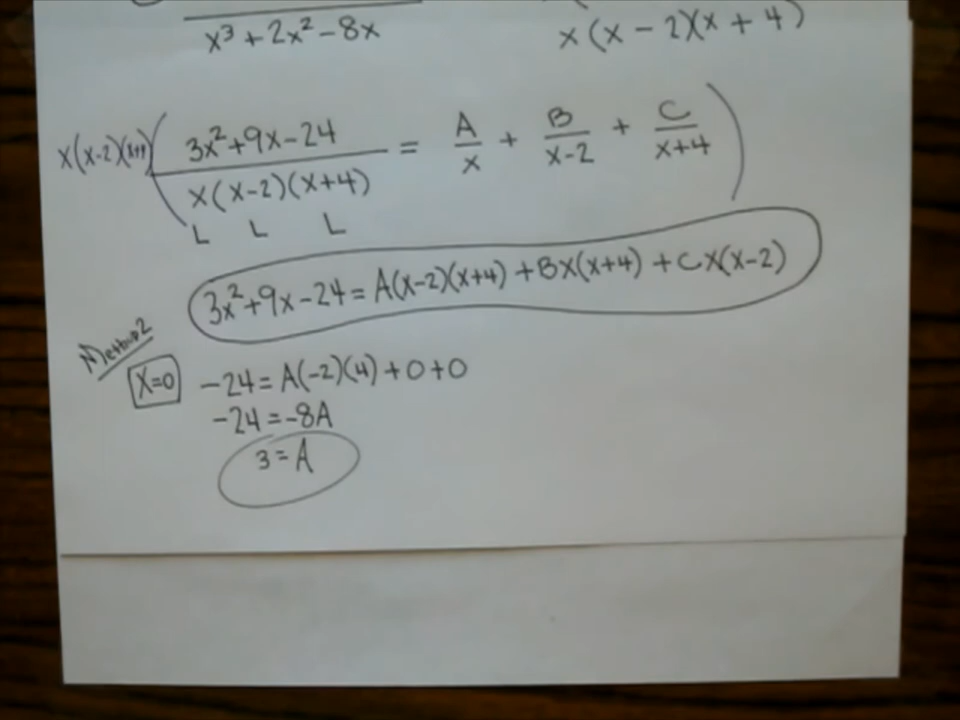 x³ + 2x² - 8x
x(x - 2)(x + 4)
x(x-2)(x+4) ( 3x² + 9x - 24 / x(x-2)(x+4) = A/x + B/x-2 + C/x+4 )
L L L
3x² + 9x - 24 = A(x-2)(x+4) + Bx(x+4) + Cx(x-2)
Method 2
x=0 -24 = A(-2)(4) + 0 + 0
-24 = -8A
3 = A